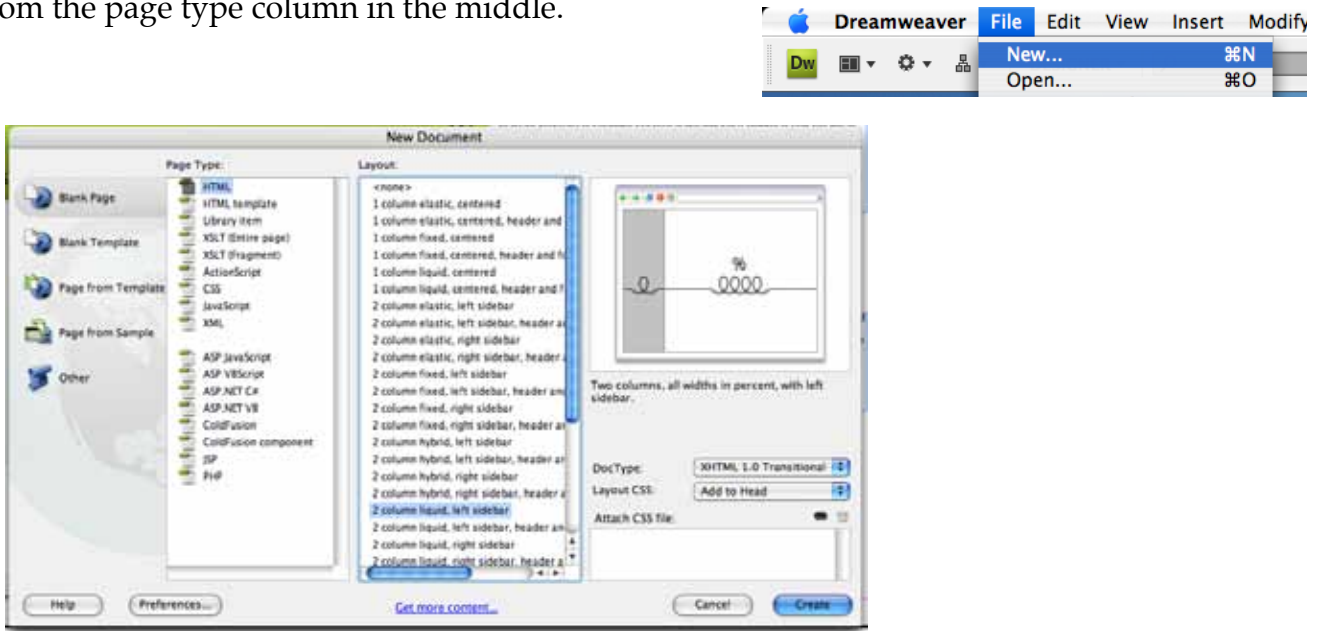 om the page type column in the middle.
Dreamweaver File Edit View Insert Modify
Dw
New... ⌘N
Open... ⌘O
New Document
Page Type:
Layout:
Blank Page
Blank Template
Page from Template
Page from Sample
Other
HTML
HTML template
Library item
XSLT (Entire page)
XSLT (Fragment)
ActionScript
CSS
JavaScript
XML
ASP JavaScript
ASP VBScript
ASP.NET C#
ASP.NET VB
ColdFusion
ColdFusion component
JSP
PHP
<none>
1 column elastic, centered
1 column elastic, centered, header and
1 column fixed, centered
1 column fixed, centered, header and fo
1 column liquid, centered
1 column liquid, centered, header and f
2 column elastic, left sidebar
2 column elastic, left sidebar, header an
2 column elastic, right sidebar
2 column elastic, right sidebar, header a
2 column fixed, left sidebar
2 column fixed, left sidebar, header and
2 column fixed, right sidebar
2 column fixed, right sidebar, header an
2 column hybrid, left sidebar
2 column hybrid, left sidebar, header an
2 column hybrid, right sidebar
2 column hybrid, right sidebar, header a
2 column liquid, left sidebar
2 column liquid, left sidebar, header an
2 column liquid, right sidebar
2 column liquid, right sidebar, header a
%
Two columns, all widths in percent, with left
sidebar.
DocType: XHTML 1.0 Transitional
Layout CSS: Add to Head
Attach CSS file:
Help
Preferences...
Get more content...
Cancel
Create